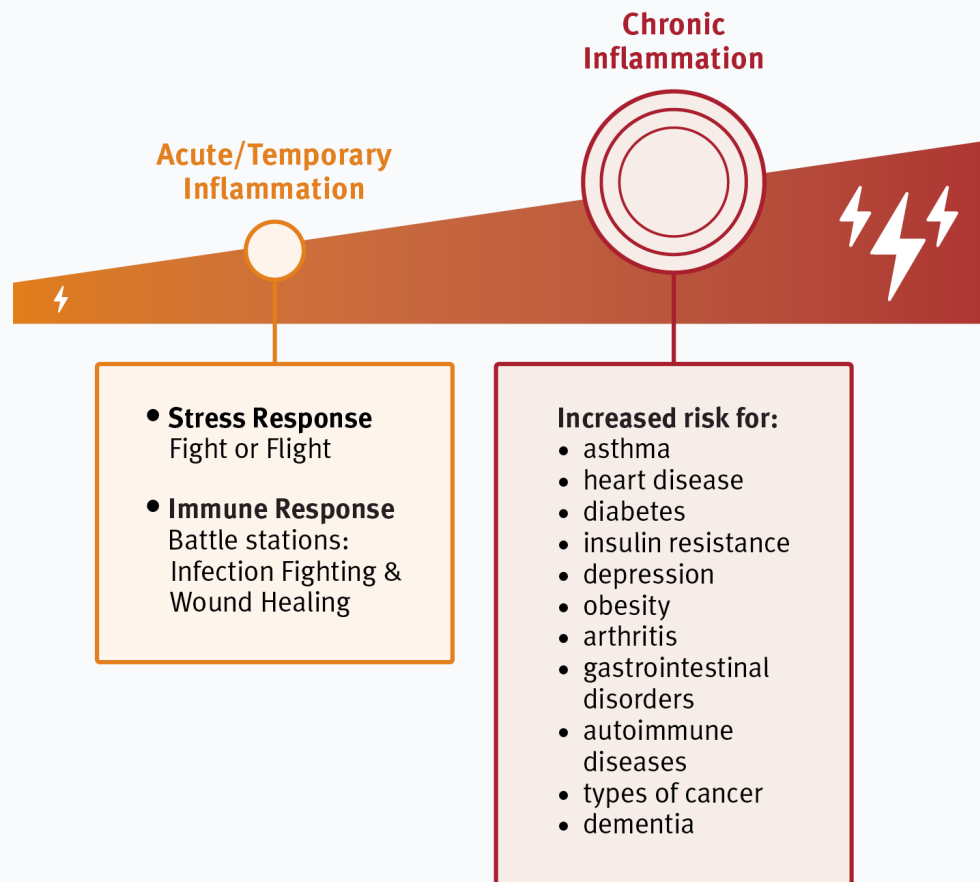 Chronic
Inflammation
Acute/Temporary
Inflammation
• Stress Response
Fight or Flight
• Immune Response
Battle stations:
Infection Fighting &
Wound Healing
Increased risk for:
• asthma
• heart disease
• diabetes
• insulin resistance
• depression
• obesity
• arthritis
• gastrointestinal
disorders
• autoimmune
diseases
• types of cancer
• dementia